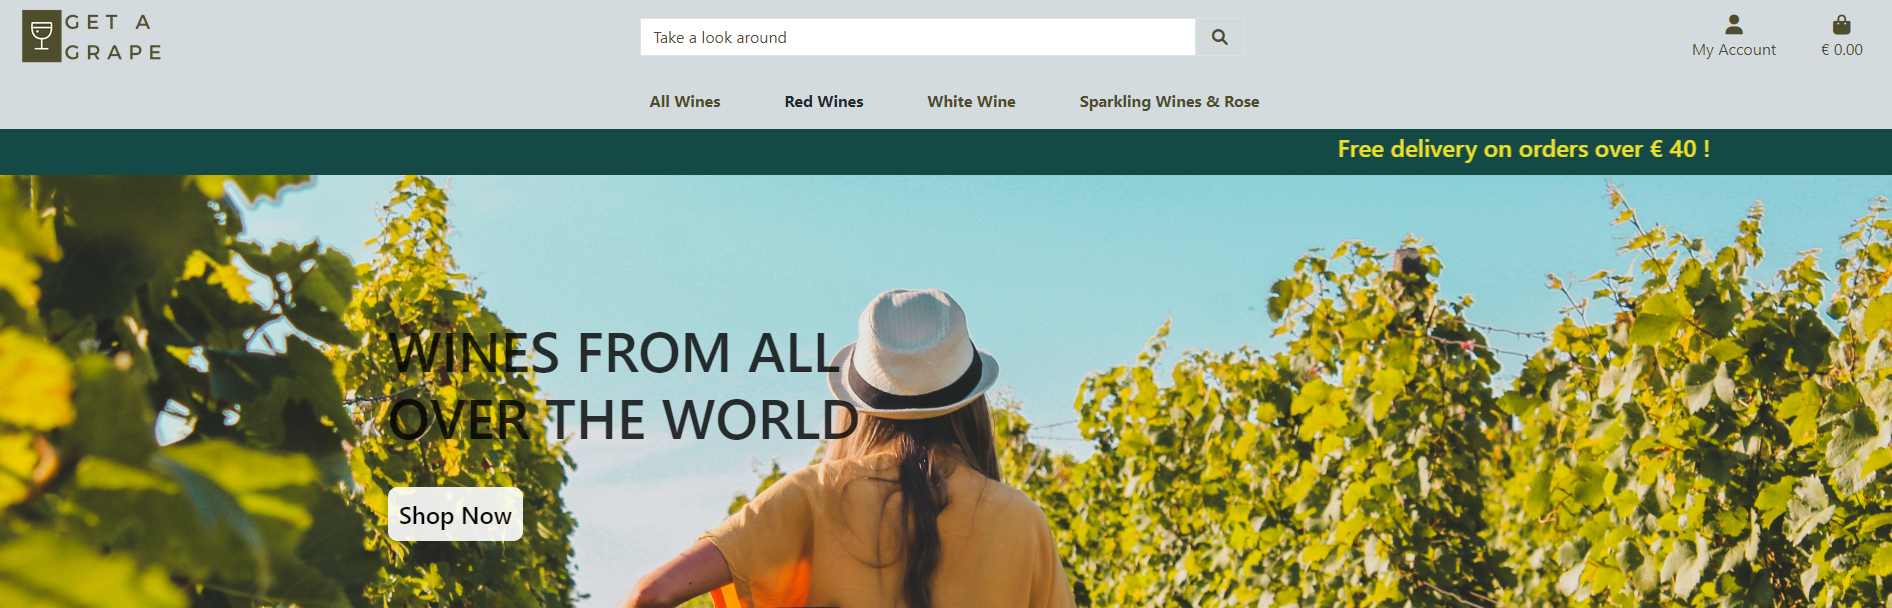 GET A
GRAPE
Take a look around
My Account
€ 0.00
All Wines
Red Wines
White Wine
Sparkling Wines & Rose
Free delivery on orders over € 40 !
WINES FROM ALL
OVER THE WORLD
Shop Now